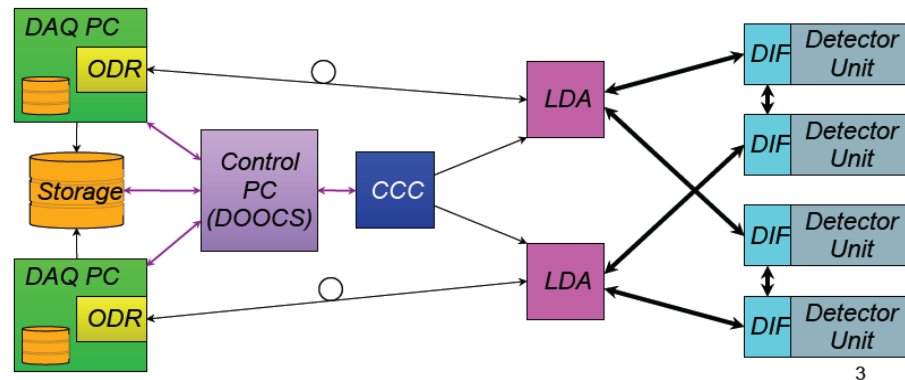 DAQ PC
ODR
Storage
DAQ PC
ODR
Control
PC
(DOOCS)
CCC
LDA
LDA
DIF
Detector
Unit
DIF
Detector
Unit
DIF
Detector
Unit
DIF
Detector
Unit
3